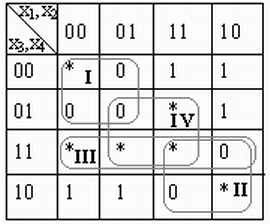 X₁,X₂
X₃,X₄
00 01 11 10
00 * I 0 1 1
01 0 0 * IV 1
11 * III * * 0
10 1 1 0 * II